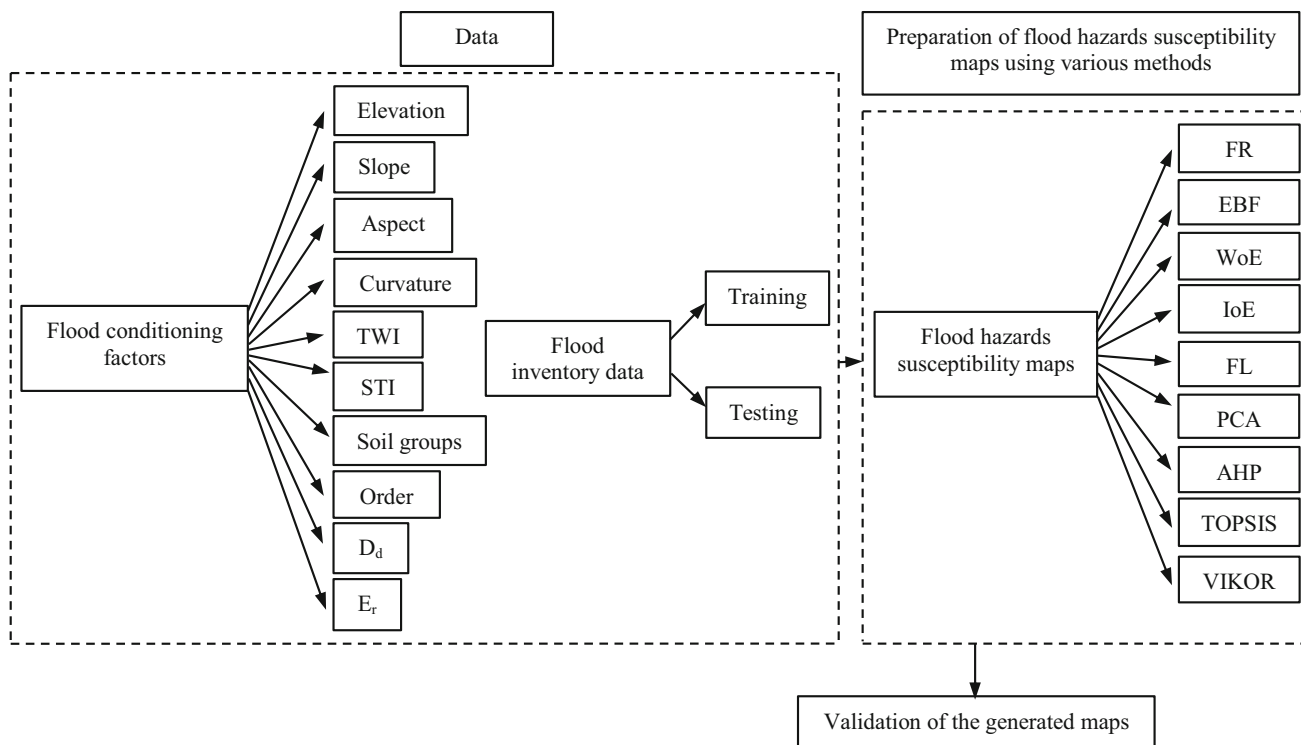 Data
Preparation of flood hazards susceptibility
maps using various methods
Elevation
Slope
Aspect
Curvature
TWI
STI
Soil groups
Order
D_d
E_r
Flood conditioning
factors
Flood
inventory data
Training
Testing
Flood hazards
susceptibility maps
FR
EBF
WoE
IoE
FL
PCA
AHP
TOPSIS
VIKOR
Validation of the generated maps